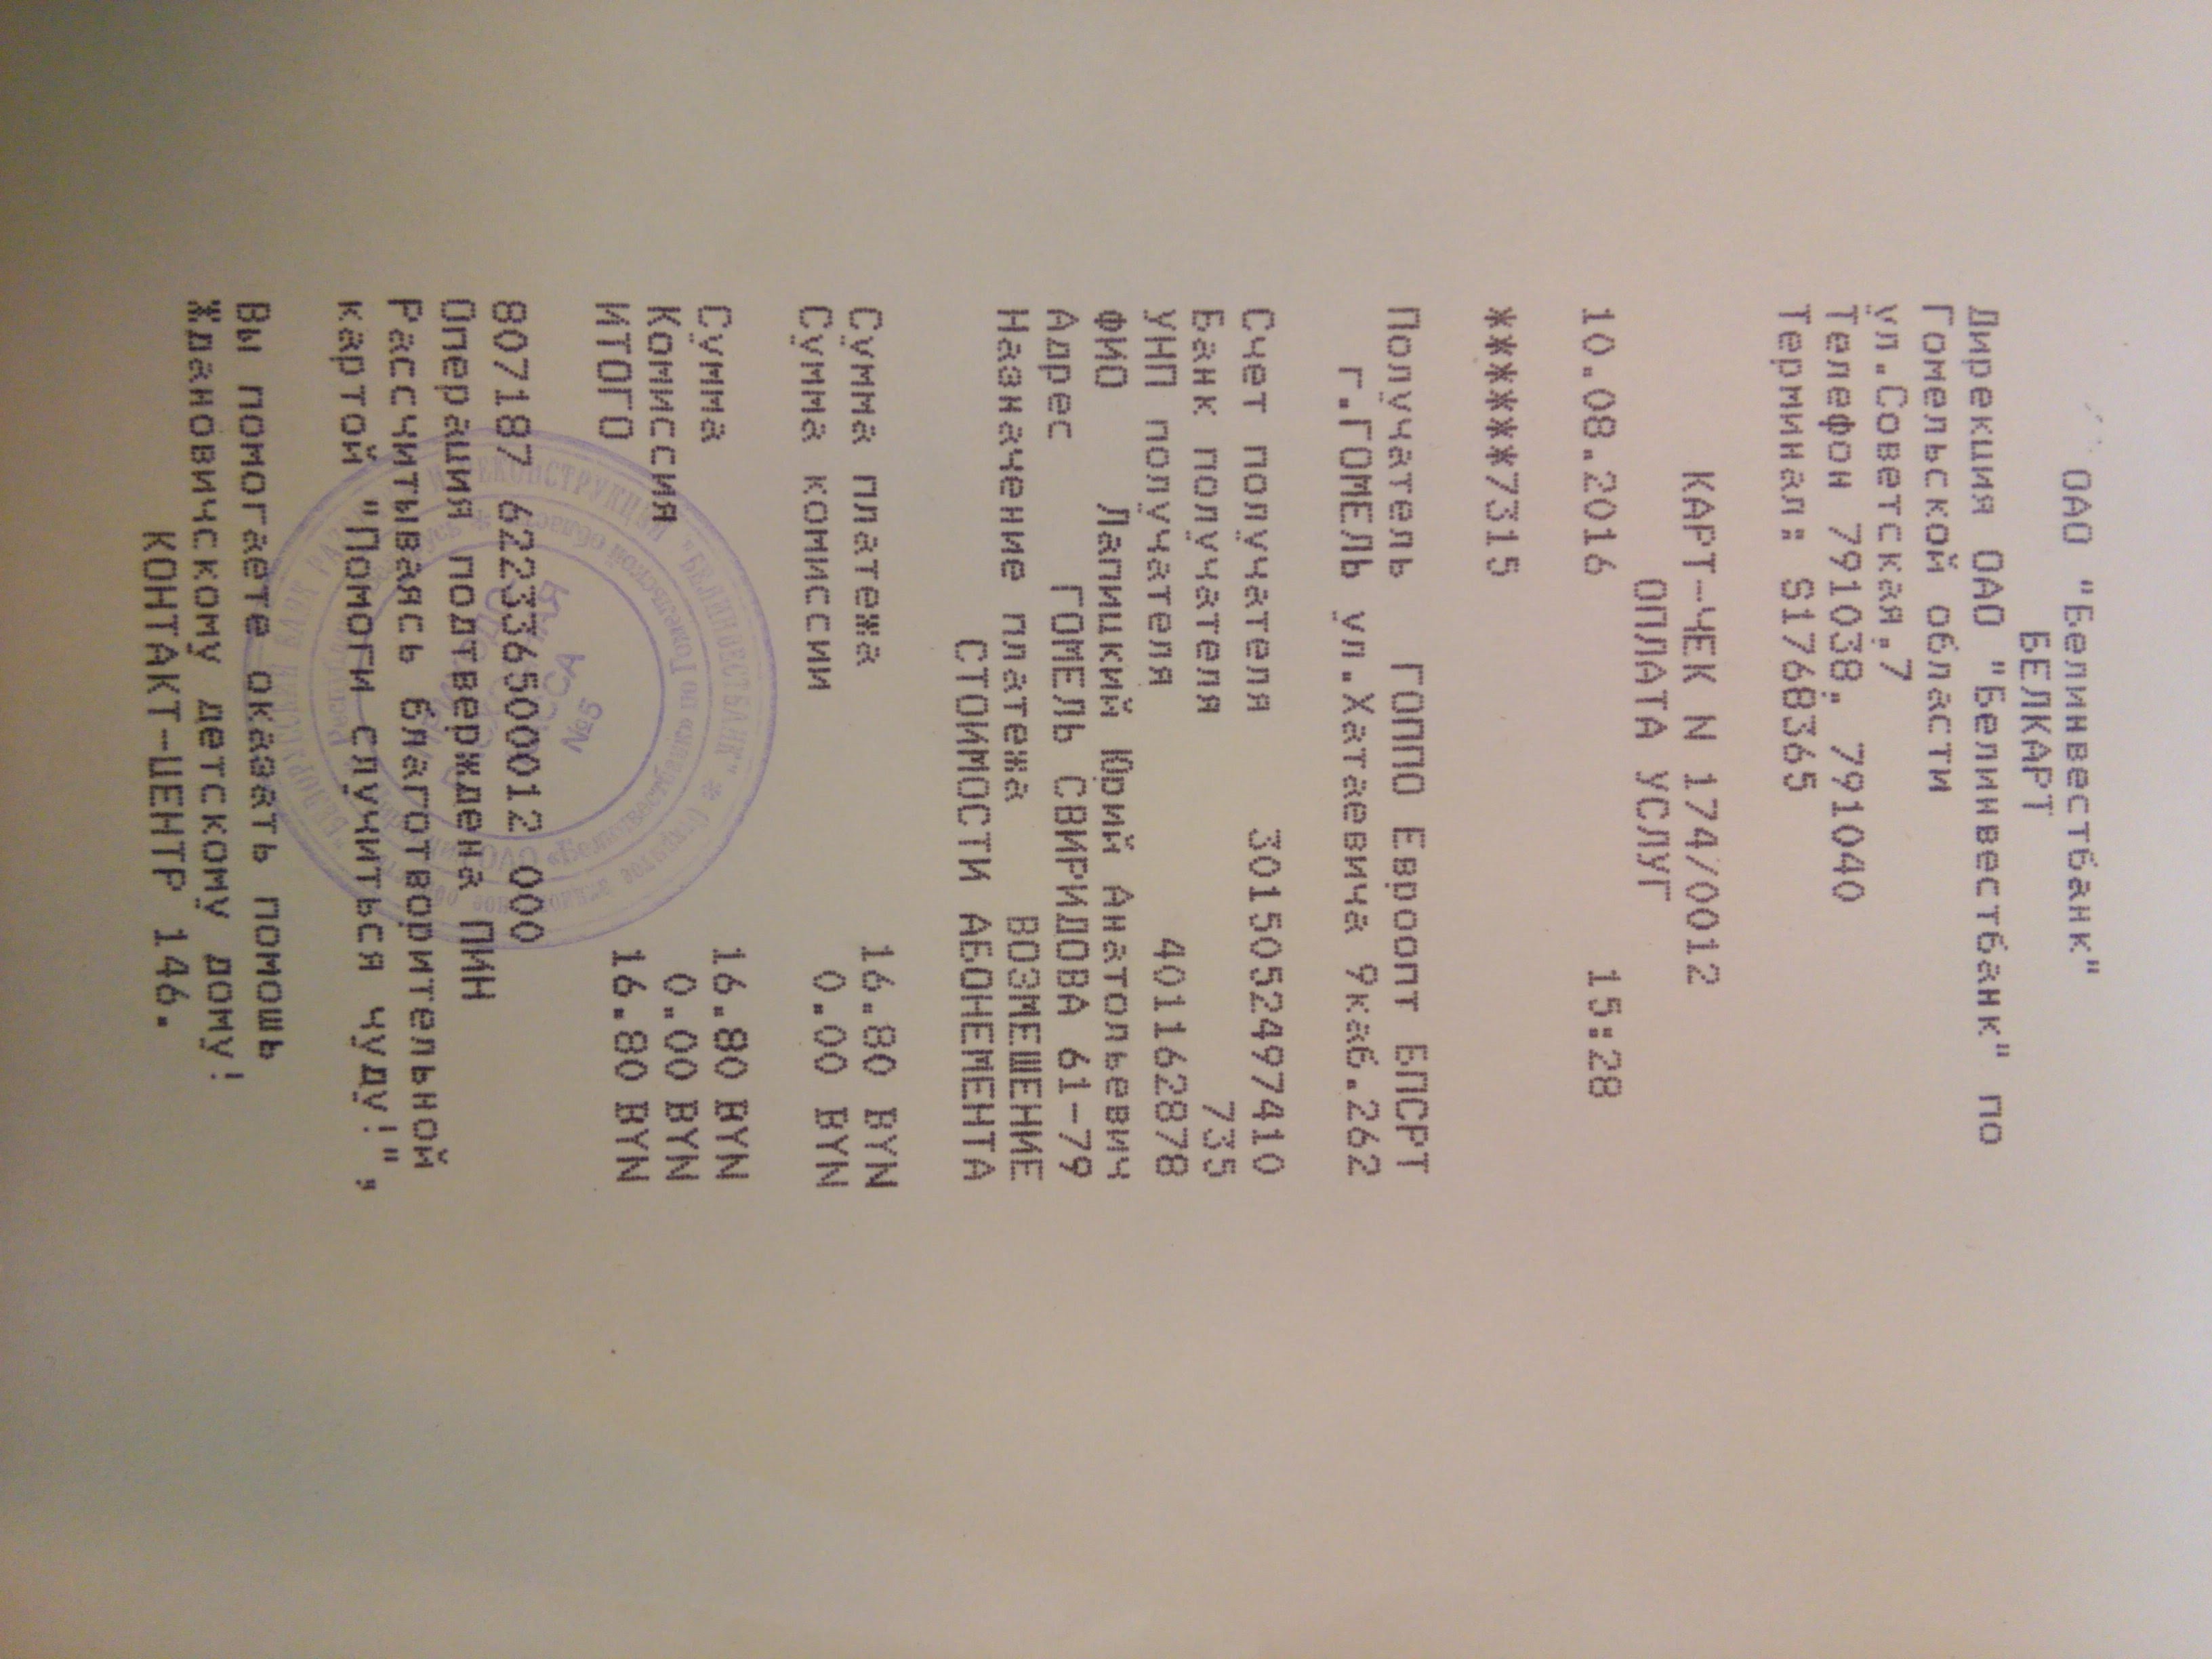 ОАО "Белинвестбанк"
БЕЛКАРТ
Дирекция ОАО "Белинвестбанк" по
Гомельской области
ул.Советская,7
Телефон 791038, 791040
Терминал: S1768365
КАРТ-ЧЕК N 174/0012
ОПЛАТА УСЛУГ
10.08.2016 15:28
*******7315
Получатель ГОППО Евроопт БПСРТ
г.ГОМЕЛЬ ул.Хатаевича 9каб.262
Счет получателя 3015052497410
Банк получателя 735
УНП получателя 401162878
ФИО Лапицкий Юрий Анатольевич
Адрес ГОМЕЛЬ СВИРИДОВА 61-79
Назначение платежа ВОЗМЕЩЕНИЕ
СТОИМОСТИ АБОНЕМЕНТА
Сумма платежа 16.80 BYN
Сумма комиссии 0.00 BYN
Сумма 16.80 BYN
Комиссия 0.00 BYN
ИТОГО 16.80 BYN
807187 622336500012 000
Операция подтверждена ПИН
Рассчитываясь благотворительной
картой "Помоги случиться чуду!",
Вы помогаете оказать помощь
Ждановичскому детскому дому!
КОНТАКТ-ЦЕНТР 146.
№5